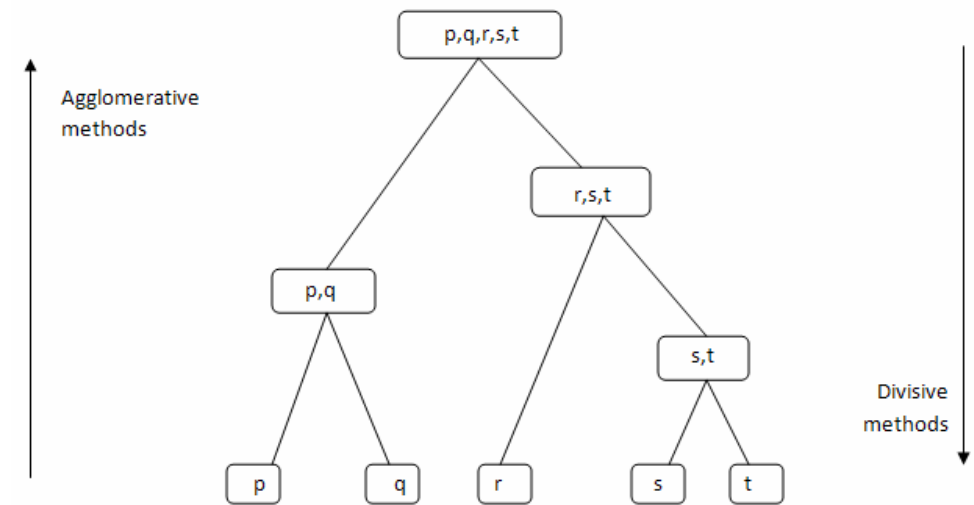 p,q,r,s,t
Agglomerative
methods
r,s,t
p,q
s,t
Divisive
methods
p
q
r
s
t